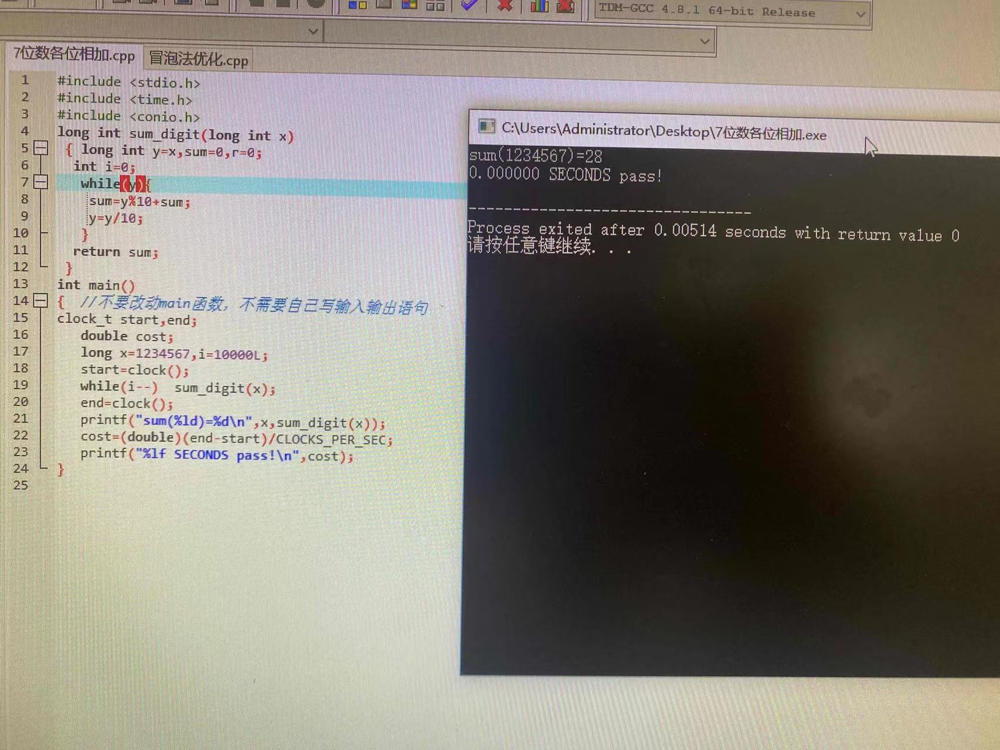 TDM-GCC 4.8.1 64-bit Release
7位数各位相加.cpp 冒泡法优化.cpp
1 #include <stdio.h>
2 #include <time.h>
3 #include <conio.h>
4 long int sum_digit(long int x)
5 { long int y=x,sum=0,r=0;
6 int i=0;
7 while(y){
8 sum=y%10+sum;
9 y=y/10;
10 }
11 return sum;
12 }
13 int main()
14 { //不要改动main函数，不需要自己写输入输出语句
15 clock_t start,end;
16 double cost;
17 long x=1234567,i=10000L;
18 start=clock();
19 while(i--) sum_digit(x);
20 end=clock();
21 printf("sum(%ld)=%d\n",x,sum_digit(x));
22 cost=(double)(end-start)/CLOCKS_PER_SEC;
23 printf("%lf SECONDS pass!\n",cost);
24 }
25
C:\Users\Administrator\Desktop\7位数各位相加.exe
sum(1234567)=28
0.000000 SECONDS pass!
--------------------------------
Process exited after 0.00514 seconds with return value 0
请按任意键继续. . .